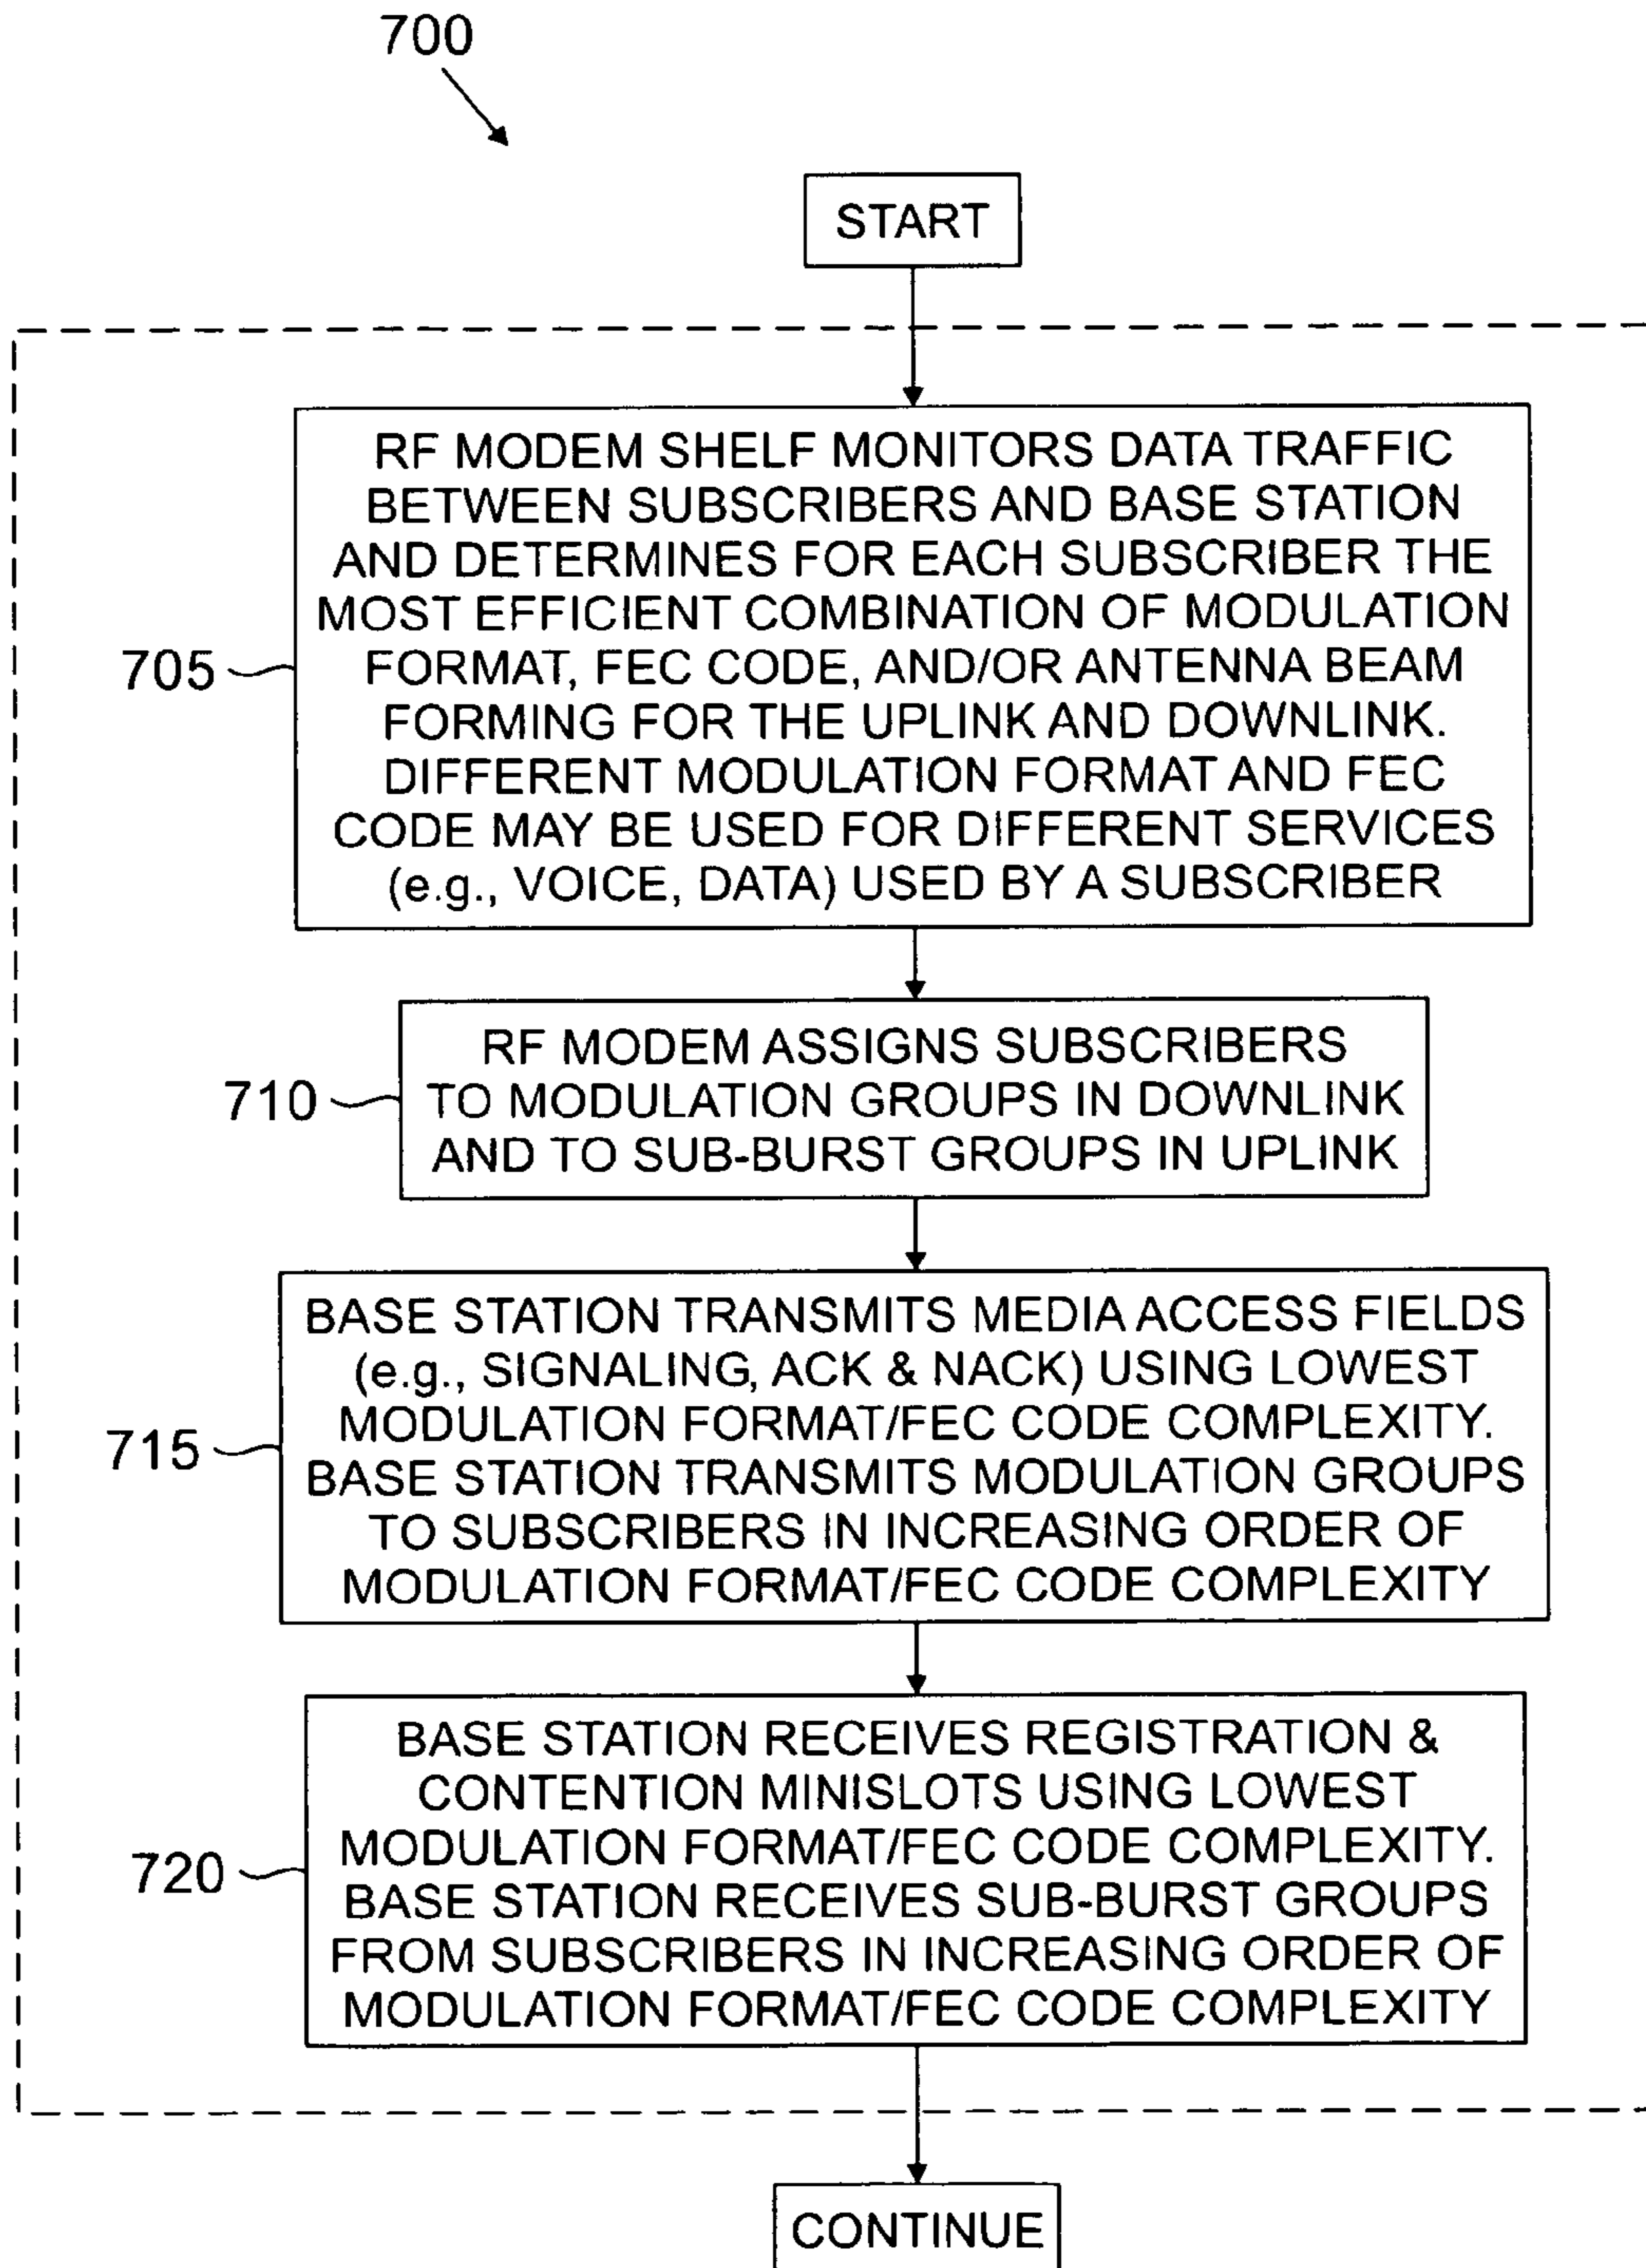 700
START
RF MODEM SHELF MONITORS DATA TRAFFIC
BETWEEN SUBSCRIBERS AND BASE STATION
AND DETERMINES FOR EACH SUBSCRIBER THE
MOST EFFICIENT COMBINATION OF MODULATION
FORMAT, FEC CODE, AND/OR ANTENNA BEAM
FORMING FOR THE UPLINK AND DOWNLINK.
DIFFERENT MODULATION FORMAT AND FEC
CODE MAY BE USED FOR DIFFERENT SERVICES
(e.g., VOICE, DATA) USED BY A SUBSCRIBER
705
RF MODEM ASSIGNS SUBSCRIBERS
TO MODULATION GROUPS IN DOWNLINK
AND TO SUB-BURST GROUPS IN UPLINK
710
BASE STATION TRANSMITS MEDIA ACCESS FIELDS
(e.g., SIGNALING, ACK & NACK) USING LOWEST
MODULATION FORMAT/FEC CODE COMPLEXITY.
BASE STATION TRANSMITS MODULATION GROUPS
TO SUBSCRIBERS IN INCREASING ORDER OF
MODULATION FORMAT/FEC CODE COMPLEXITY
715
BASE STATION RECEIVES REGISTRATION &
CONTENTION MINISLOTS USING LOWEST
MODULATION FORMAT/FEC CODE COMPLEXITY.
BASE STATION RECEIVES SUB-BURST GROUPS
FROM SUBSCRIBERS IN INCREASING ORDER OF
MODULATION FORMAT/FEC CODE COMPLEXITY
720
CONTINUE